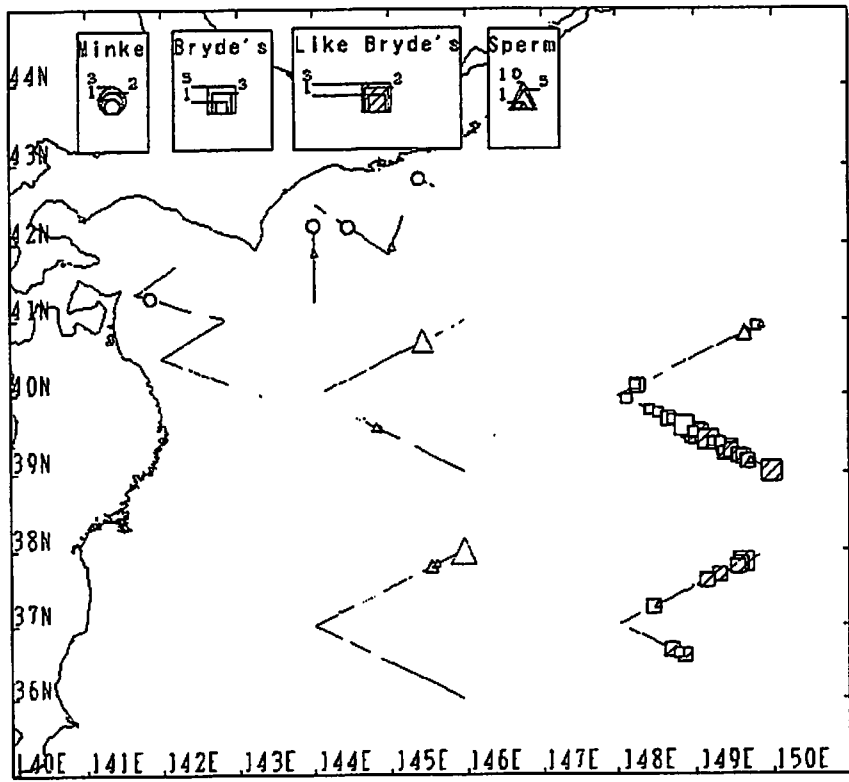 Minke Bryde's Like Bryde's Sperm
3 1 2 5 1 3 3 1 2 10 1 5
44N
43N
42N
41N
40N
39N
38N
37N
36N
140E 141E 142E 143E 144E 145E 146E 147E 148E 149E 150E